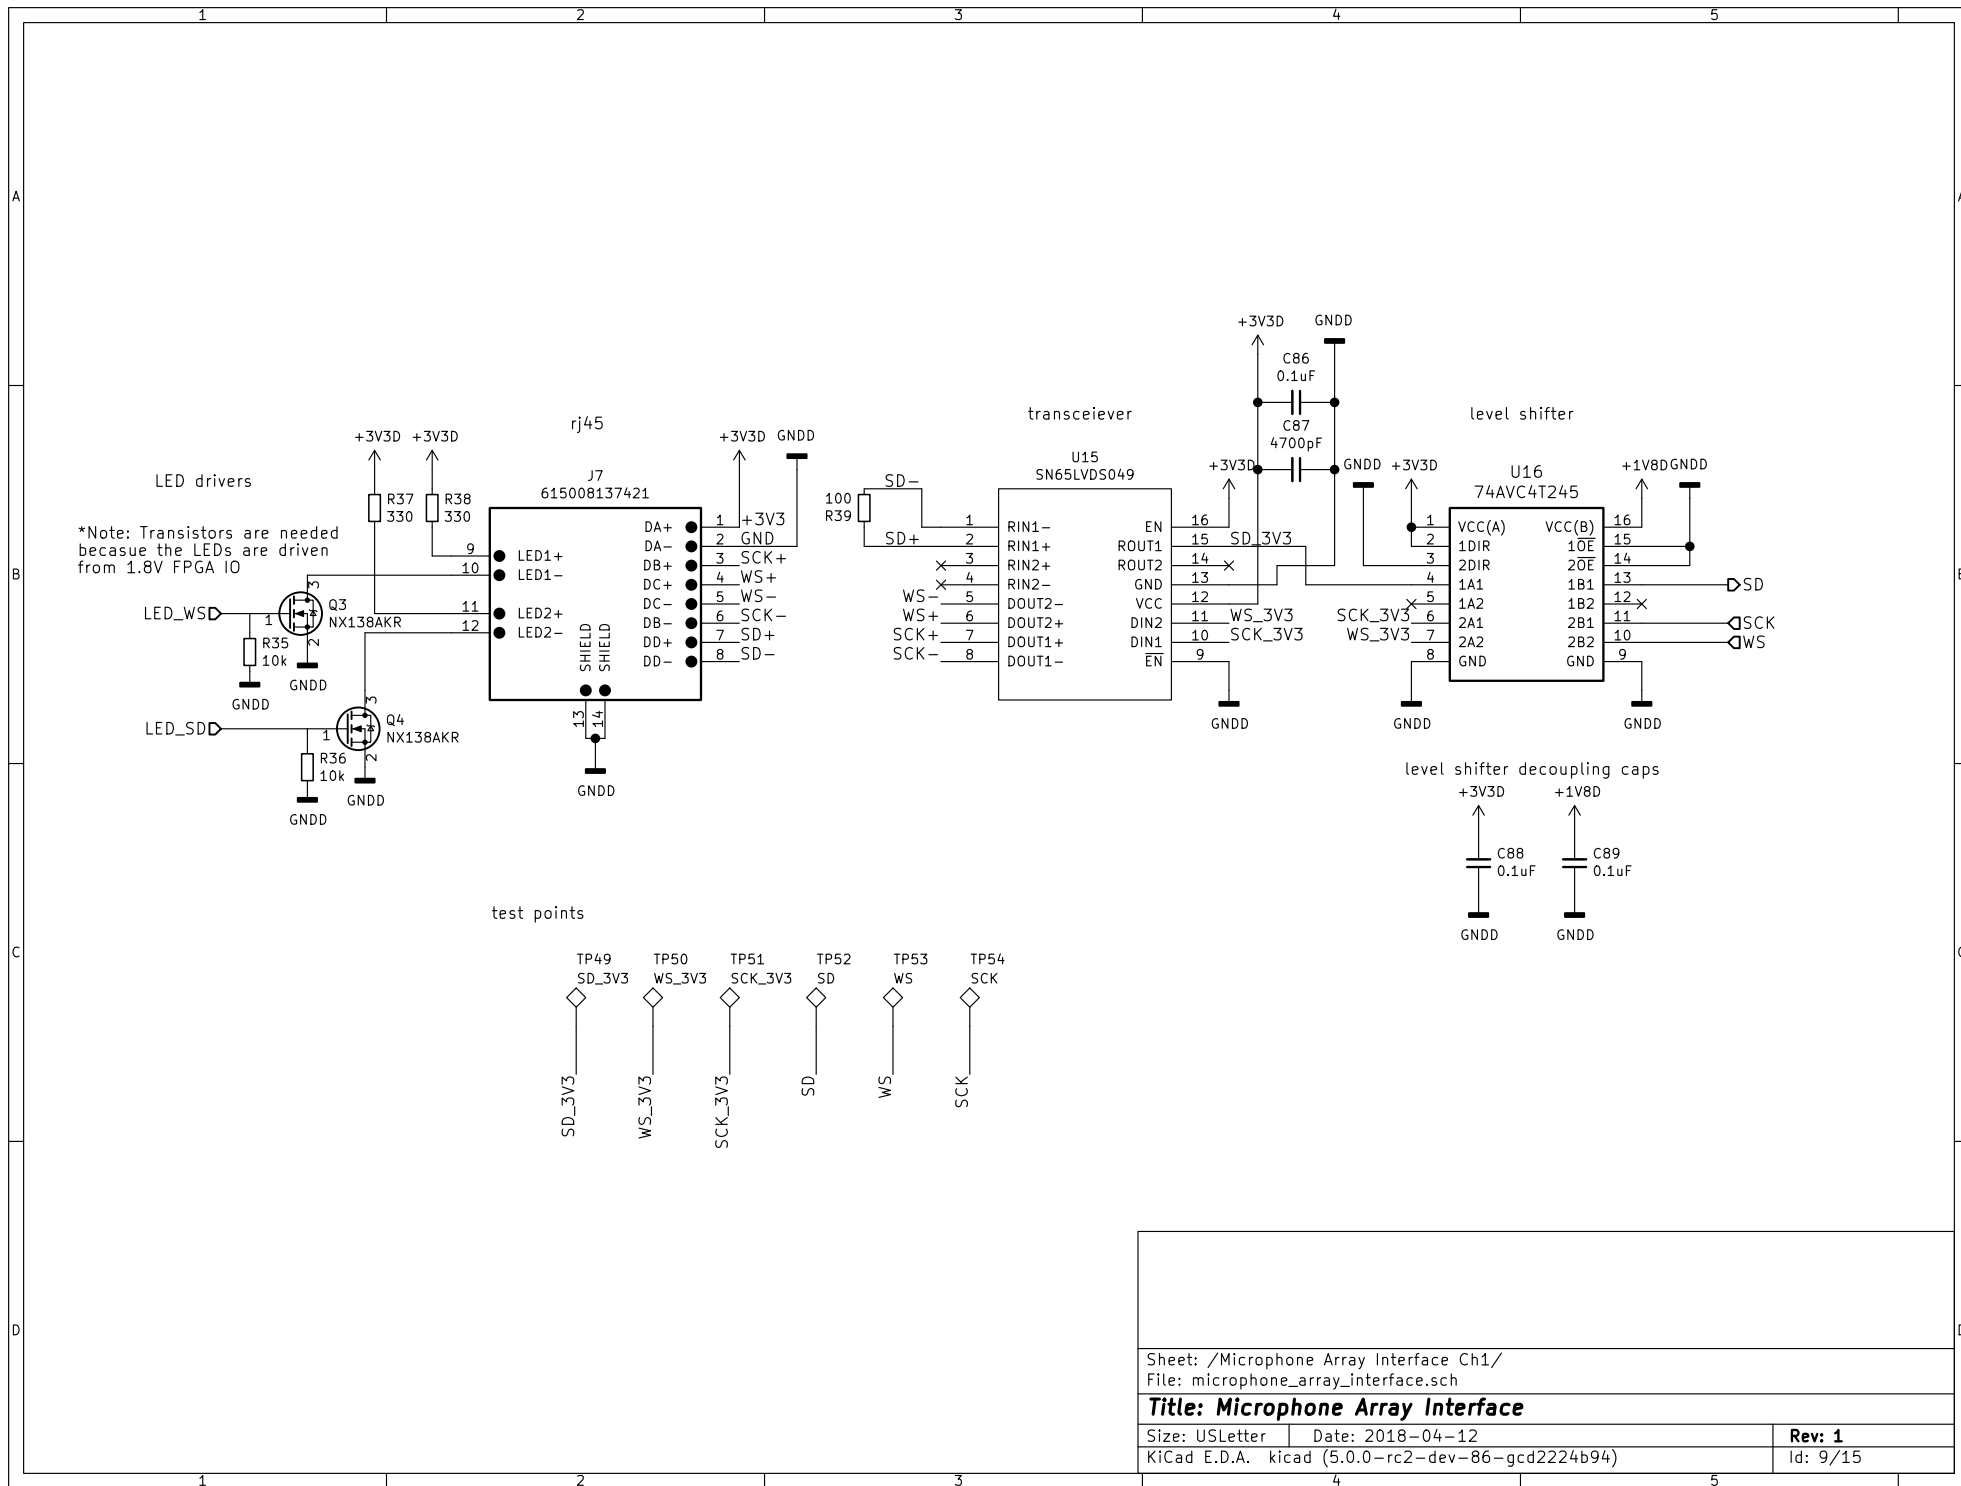 1 2 3 4 5
A A
B B
C C
D D
LED drivers
*Note: Transistors are needed
becasue the LEDs are driven
from 1.8V FPGA IO
LED_WS
1
3
2
Q3
NX138AKR
R35
10k
GNDD
GNDD
LED_SD
1
3
2
Q4
NX138AKR
R36
10k
GNDD
GNDD
+3V3D +3V3D
R37
330
R38
330
rj45
J7
615008137421
9 LED1+
10 LED1-
11 LED2+
12 LED2-
DA+ 1 +3V3
DA- 2 GND
DB+ 3 SCK+
DC+ 4 WS+
DC- 5 WS-
DB- 6 SCK-
DD+ 7 SD+
DD- 8 SD-
SHIELD
SHIELD
13
14
GNDD
+3V3D GNDD
transceiever
U15
SN65LVDS049
100
R39
SD-
SD+
1 RIN1-
2 RIN1+
3 RIN2+
4 RIN2-
WS- 5 DOUT2-
WS+ 6 DOUT2+
SCK+ 7 DOUT1+
SCK- 8 DOUT1-
EN 16
ROUT1 15 SD_3V3
ROUT2 14
GND 13
VCC 12
DIN2 11 WS_3V3
DIN1 10 SCK_3V3
EN 9
GNDD
+3V3D
+3V3D GNDD
C86
0.1uF
C87
4700pF
level shifter
GNDD +3V3D
U16
74AVC4T245
+1V8D GNDD
1 VCC(A)
2 1DIR
3 2DIR
4 1A1
5 1A2
SCK_3V3 6 2A1
WS_3V3 7 2A2
8 GND
VCC(B) 16
1OE 15
2OE 14
1B1 13 SD
1B2 12
2B1 11 SCK
2B2 10 WS
GND 9
GNDD
GNDD
level shifter decoupling caps
+3V3D +1V8D
C88
0.1uF
C89
0.1uF
GNDD GNDD
test points
TP49 TP50 TP51 TP52 TP53 TP54
SD_3V3 WS_3V3 SCK_3V3 SD WS SCK
SD_3V3 WS_3V3 SCK_3V3 SD WS SCK
Sheet: /Microphone Array Interface Ch1/
File: microphone_array_interface.sch
Title: Microphone Array Interface
Size: USLetter Date: 2018-04-12 Rev: 1
KiCad E.D.A. kicad (5.0.0-rc2-dev-86-gcd2224b94) Id: 9/15
1 2 3 4 5